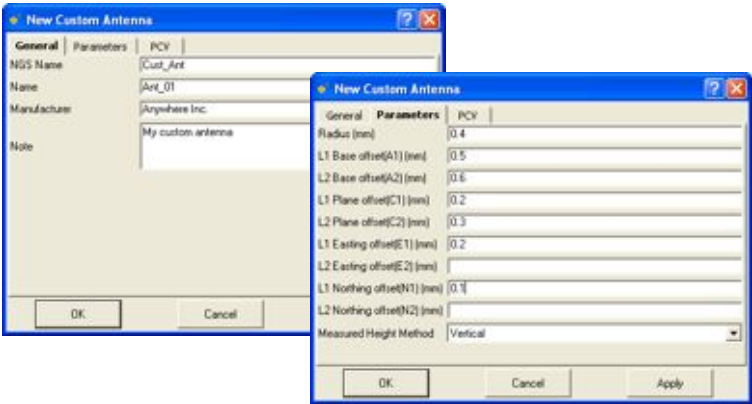 New Custom Antenna
General Parameters PCV
NGS Name Cust_Ant
Name Ant_01
Manufacturer Anywhere Inc.
Note My custom antenna
OK Cancel
New Custom Antenna
General Parameters PCV
Radius (mm) 0.4
L1 Base offset(A1) (mm) 0.5
L2 Base offset(A2) (mm) 0.6
L1 Plane offset(C1) (mm) 0.2
L2 Plane offset(C2) (mm) 0.3
L1 Easting offset(E1) (mm) 0.2
L2 Easting offset(E2) (mm)
L1 Northing offset(N1) (mm) 0.1
L2 Northing offset(N2) (mm)
Measured Height Method Vertical
OK Cancel Apply